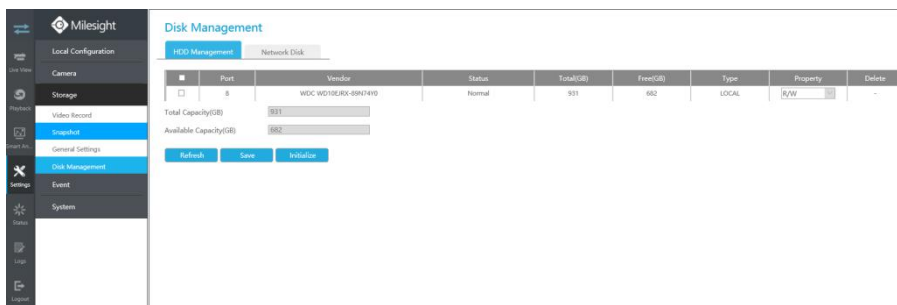 Milesight
Live View
Playback
Smart An...
Settings
Status
Logs
Logout
Local Configuration
Camera
Storage
Video Record
Snapshot
General Settings
Disk Management
Event
System
Disk Management
HDD Management Network Disk
Port Vendor Status Total(GB) Free(GB) Type Property Delete
8 WDC WD10EJRX-89N74Y0 Normal 931 682 LOCAL R/W -
Total Capacity(GB) 931
Available Capacity(GB) 682
Refresh Save Initialize